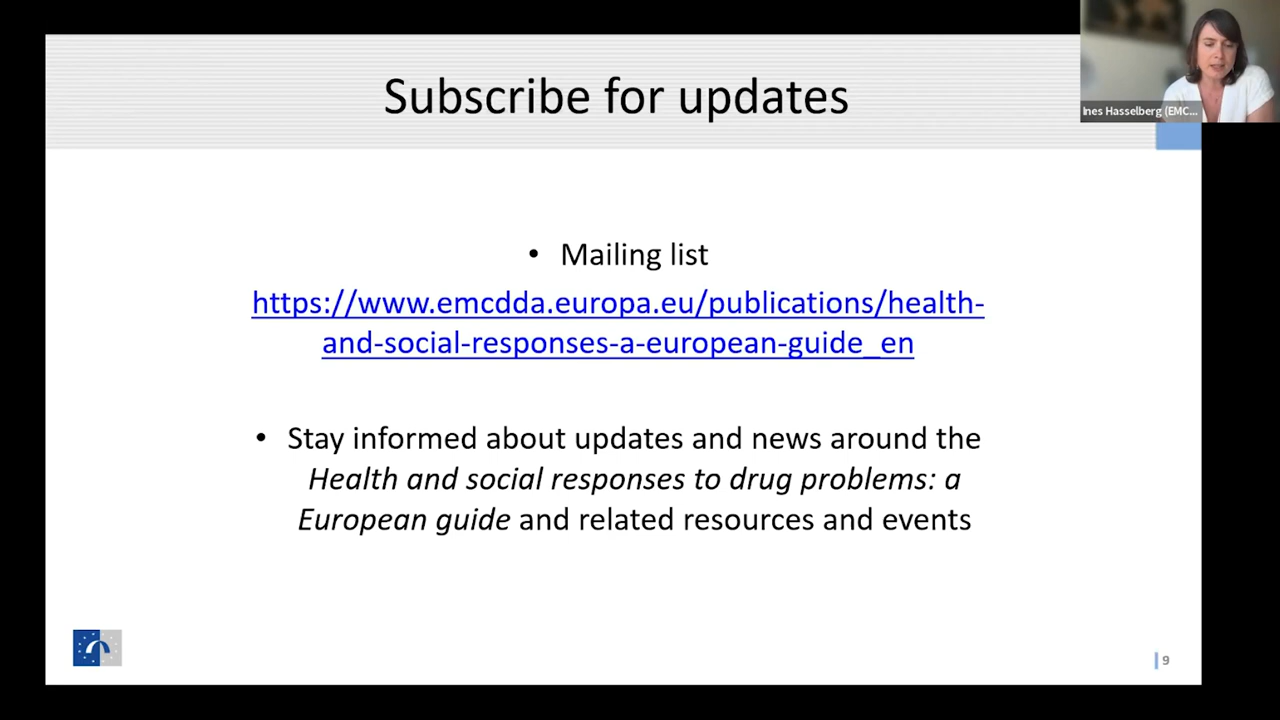 Subscribe for updates
Ines Hasselberg (EMC...
• Mailing list
https://www.emcdda.europa.eu/publications/health-
and-social-responses-a-european-guide_en
• Stay informed about updates and news around the
Health and social responses to drug problems: a
European guide and related resources and events
9